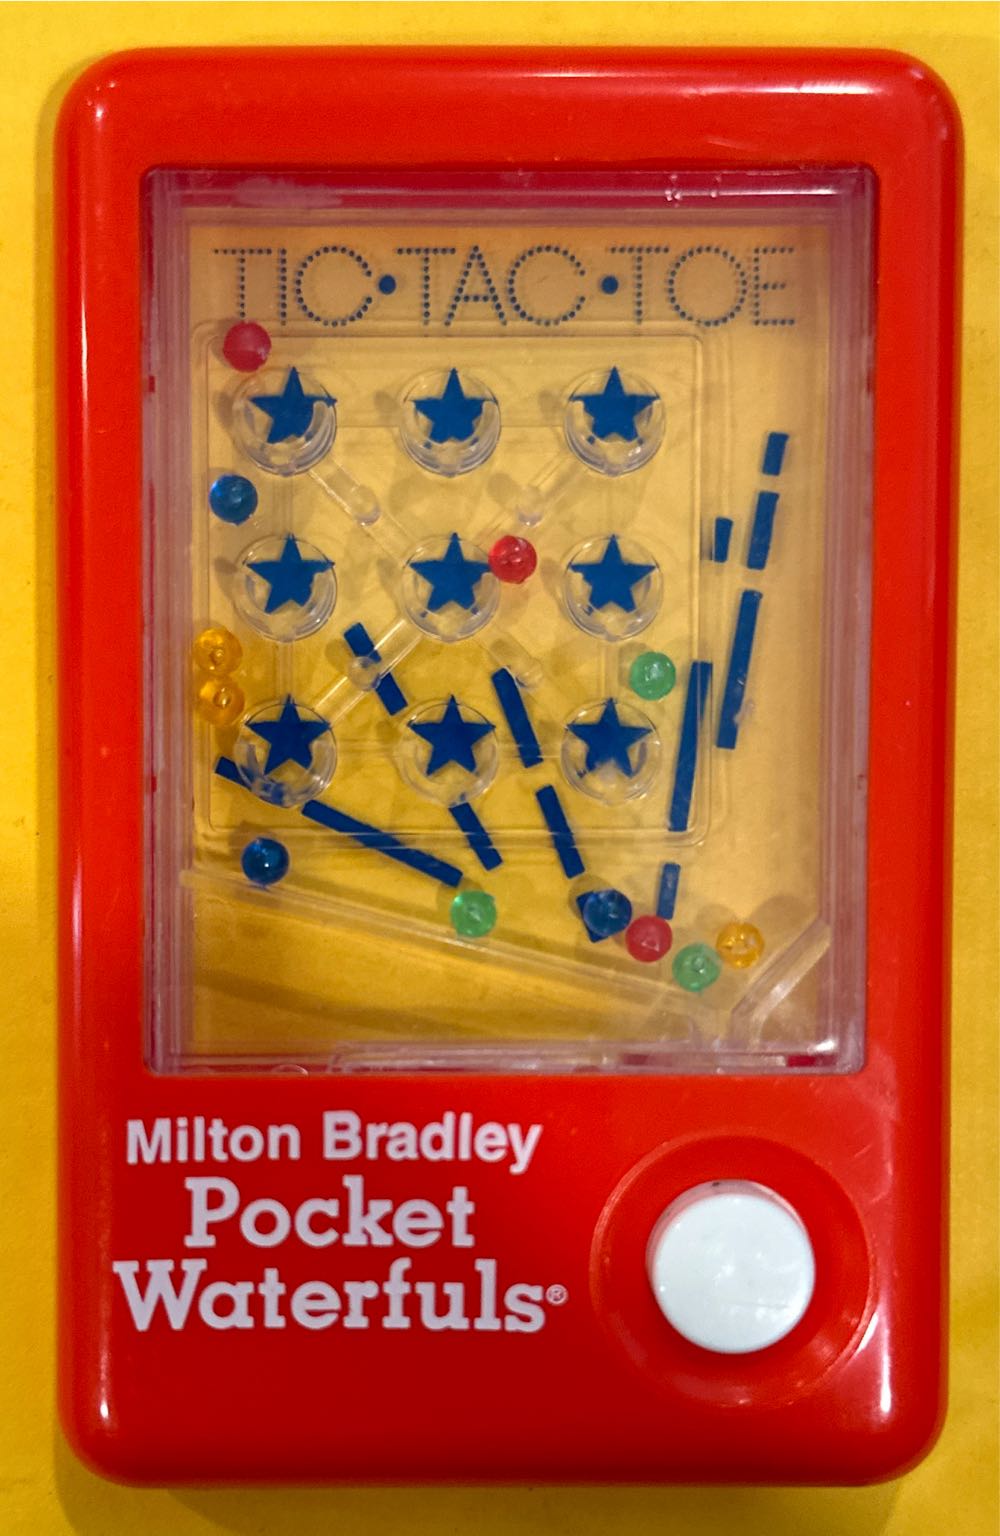 TIC•TAC•TOE
Milton Bradley
Pocket
Waterfuls®